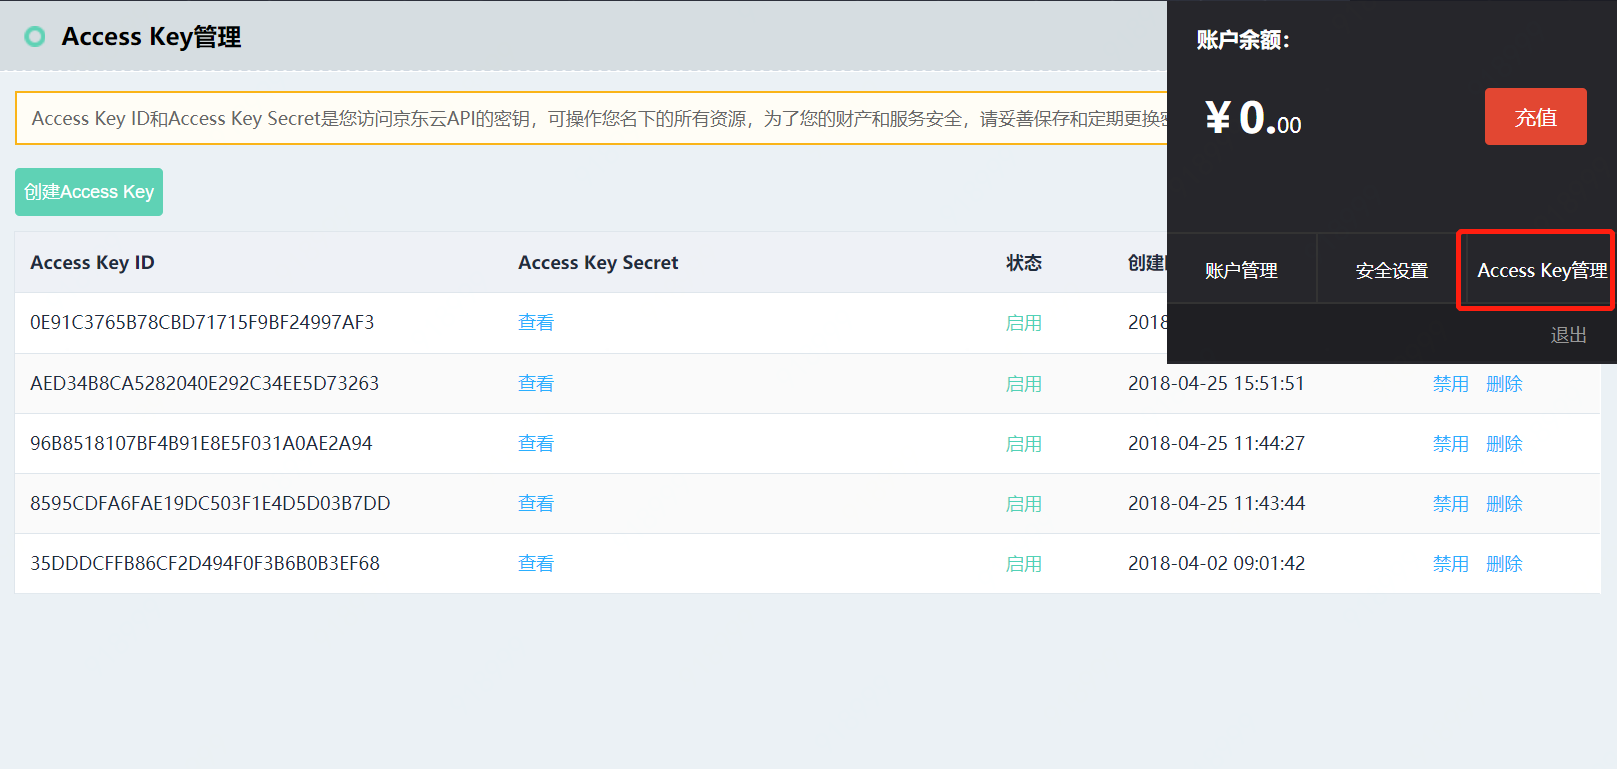 Access Key管理
账户余额：
¥ 0.00
充值
Access Key ID和Access Key Secret是您访问京东云API的密钥，可操作您名下的所有资源，为了您的财产和服务安全，请妥善保存和定期更换
创建Access Key
账户管理 安全设置 Access Key管理
退出
Access Key ID Access Key Secret 状态 创建
0E91C3765B78CBD71715F9BF24997AF3 查看 启用 2018
AED34B8CA5282040E292C34EE5D73263 查看 启用 2018-04-25 15:51:51 禁用 删除
96B8518107BF4B91E8E5F031A0AE2A94 查看 启用 2018-04-25 11:44:27 禁用 删除
8595CDFA6FAE19DC503F1E4D5D03B7DD 查看 启用 2018-04-25 11:43:44 禁用 删除
35DDDCFFB86CF2D494F0F3B6B0B3EF68 查看 启用 2018-04-02 09:01:42 禁用 删除